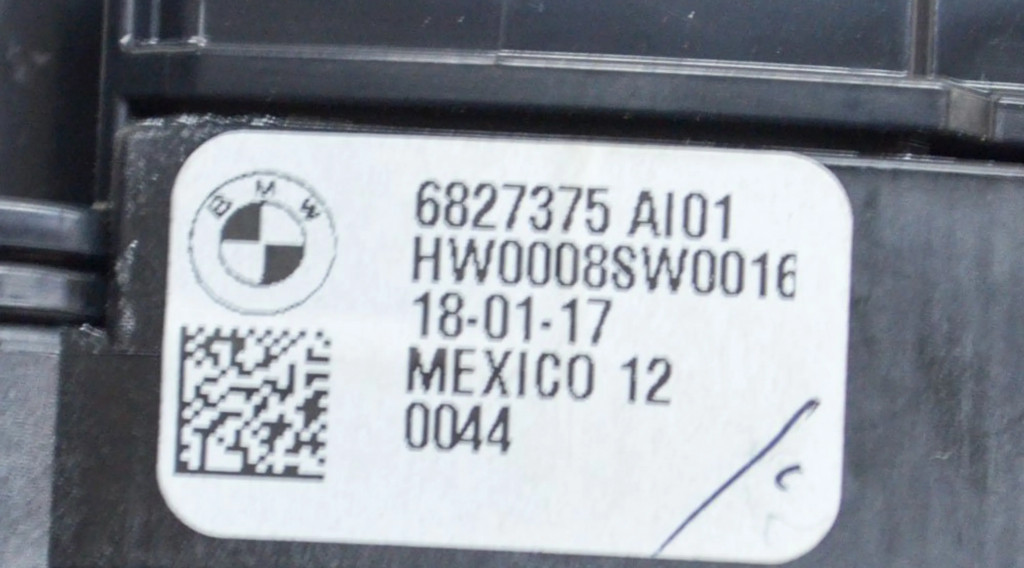 BMW
6827375 AI01
HW0008SW0016
18-01-17
MEXICO 12
0044